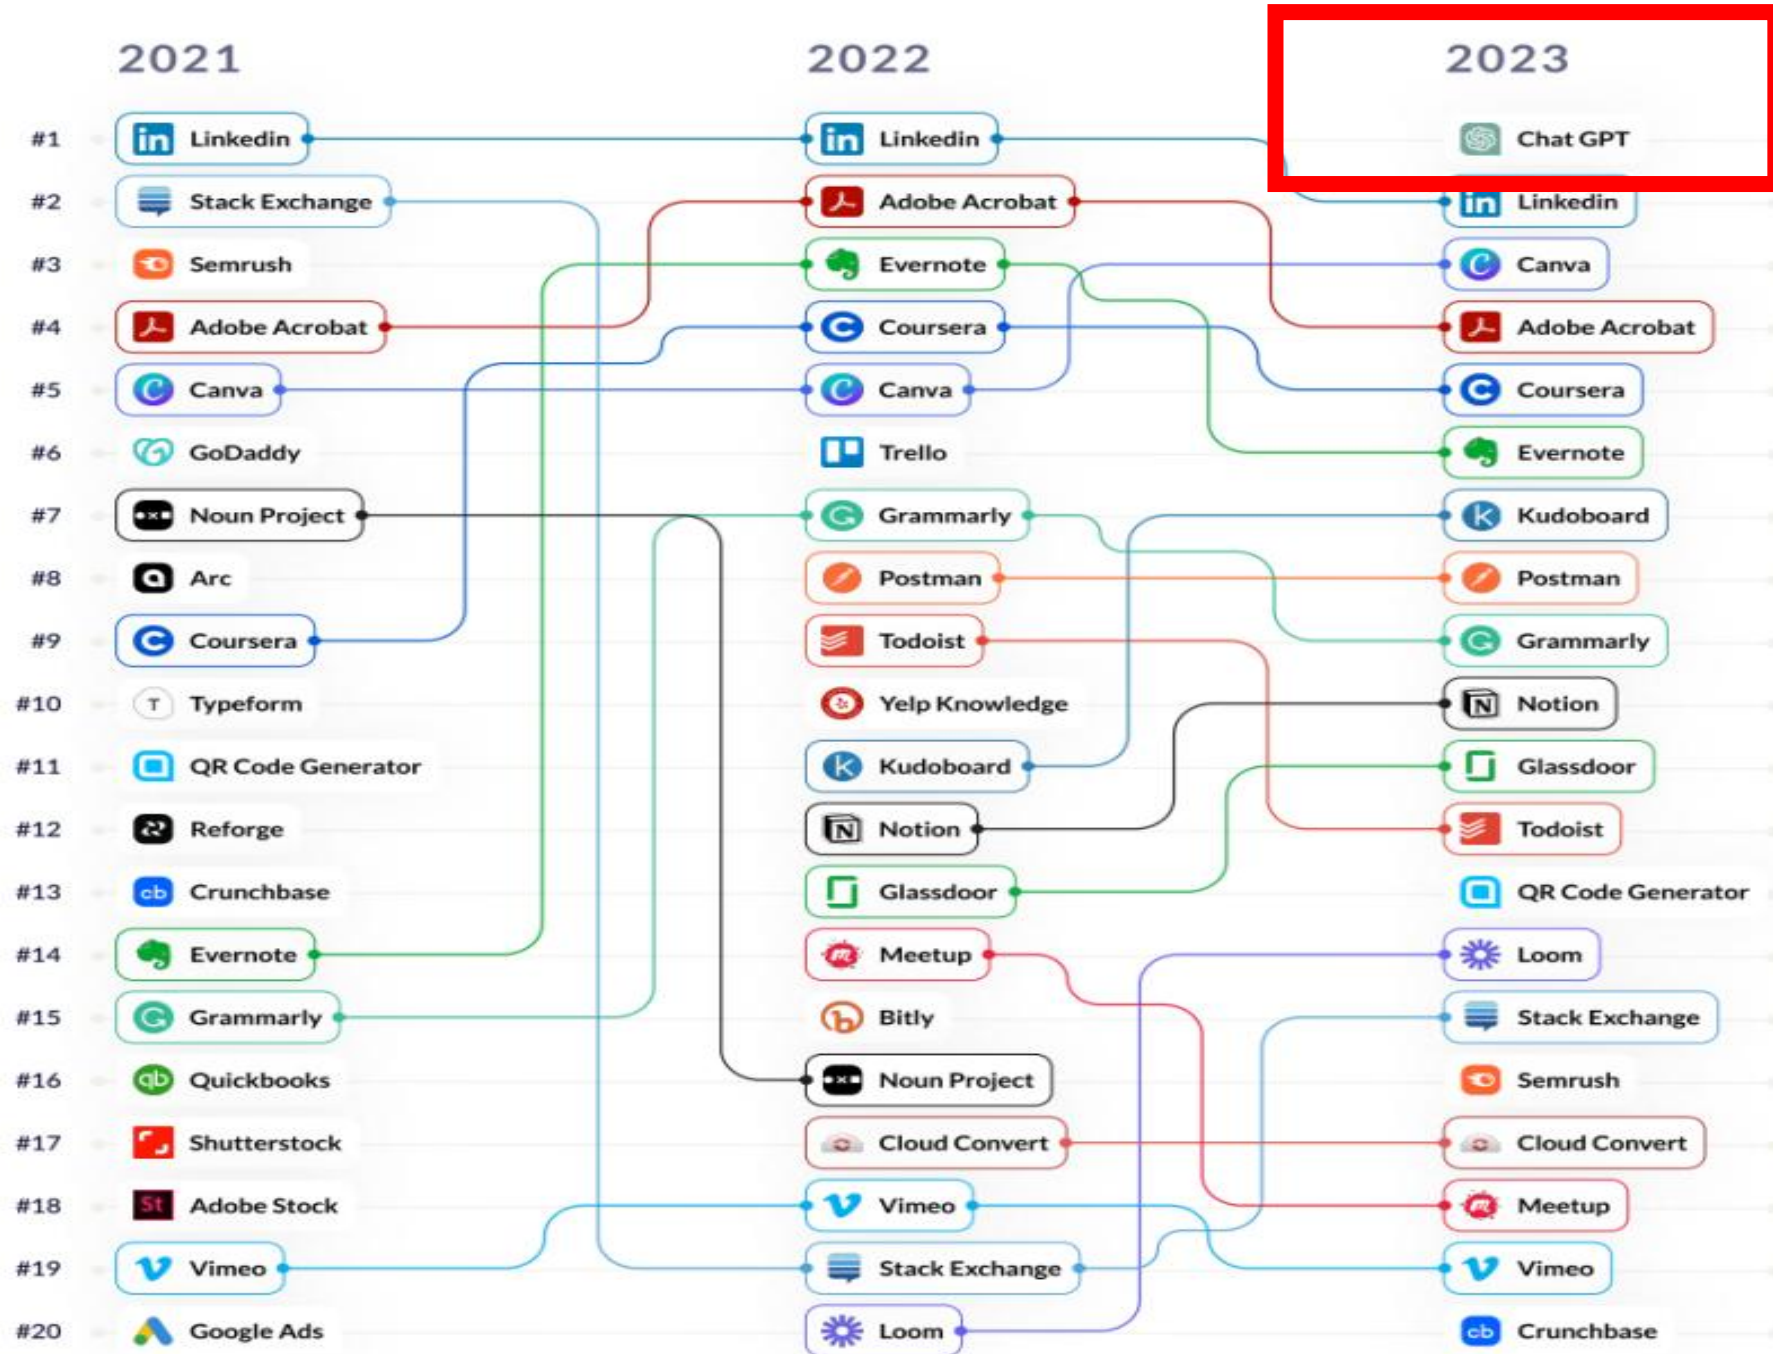 2021 2022 2023
#1 Linkedin Linkedin Chat GPT
#2 Stack Exchange Adobe Acrobat Linkedin
#3 Semrush Evernote Canva
#4 Adobe Acrobat Coursera Adobe Acrobat
#5 Canva Canva Coursera
#6 GoDaddy Trello Evernote
#7 Noun Project Grammarly Kudoboard
#8 Arc Postman Postman
#9 Coursera Todoist Grammarly
#10 Typeform Yelp Knowledge Notion
#11 QR Code Generator Kudoboard Glassdoor
#12 Reforge Notion Todoist
#13 Crunchbase Glassdoor QR Code Generator
#14 Evernote Meetup Loom
#15 Grammarly Bitly Stack Exchange
#16 Quickbooks Noun Project Semrush
#17 Shutterstock Cloud Convert Cloud Convert
#18 Adobe Stock Vimeo Meetup
#19 Vimeo Stack Exchange Vimeo
#20 Google Ads Loom Crunchbase